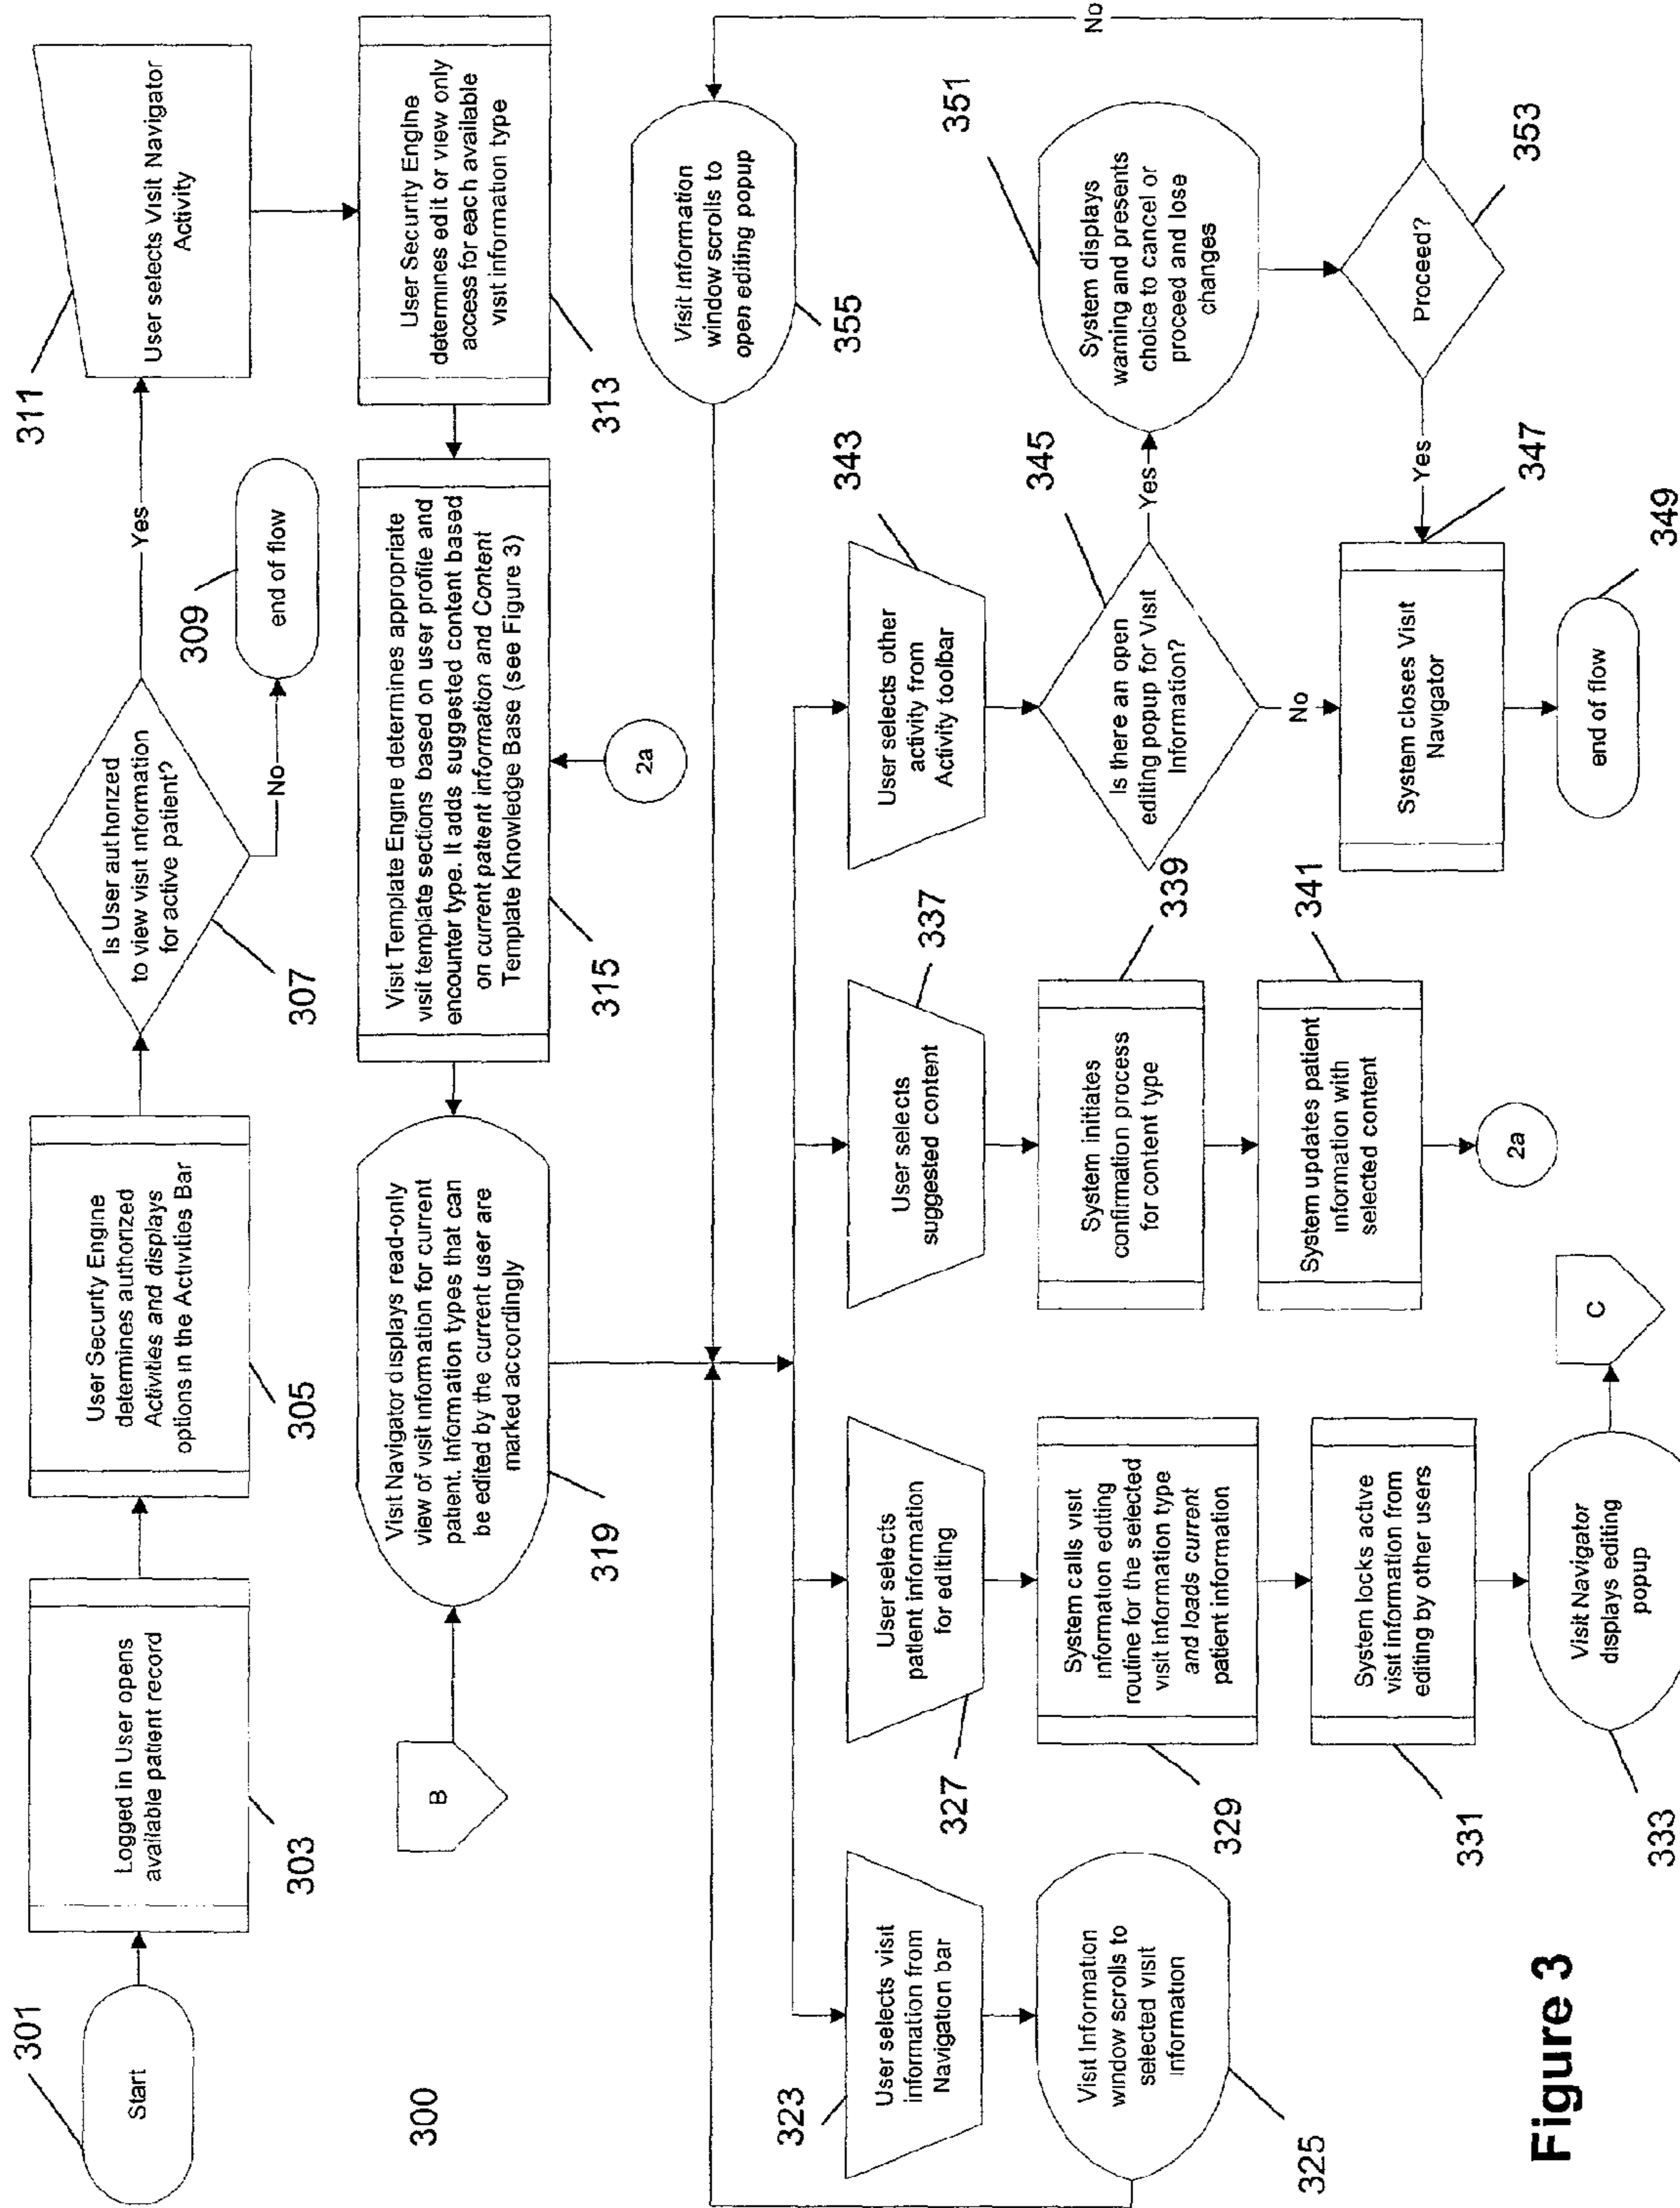 301
Start
303
Logged in User opens
available patient record
305
User Security Engine
determines authorized
Activities and displays
options in the Activities Bar
307
Is User authorized
to view visit information
for active patient?
Yes
No
309
end of flow
311
User selects Visit Navigator
Activity
300
B
319
Visit Navigator displays read-only
view of visit information for current
patient. Information types that can
be edited by the current user are
marked accordingly
315
Visit Template Engine determines appropriate
visit template sections based on user profile and
encounter type. It adds suggested content based
on current patient information and Content
Template Knowledge Base (see Figure 3)
2a
313
User Security Engine
determines edit or view only
access for each available
visit information type
355
Visit Information
window scrolls to
open editing popup
323
User selects visit
information from
Navigation bar
325
Visit Information
window scrolls to
selected visit
information
327
User selects
patient information
for editing
329
System calls visit
information editing
routine for the selected
visit information type
and loads current
patient information
331
System locks active
visit information from
editing by other users
333
Visit Navigator
displays editing
popup
C
337
User selects
suggested content
339
System initiates
confirmation process
for content type
341
System updates patient
information with
selected content
2a
343
User selects other
activity from
Activity toolbar
345
Is there an open
editing popup for Visit
Information?
Yes
No
347
System closes Visit
Navigator
349
end of flow
351
System displays
warning and presents
choice to cancel or
proceed and lose
changes
353
Proceed?
Yes
No
Figure 3